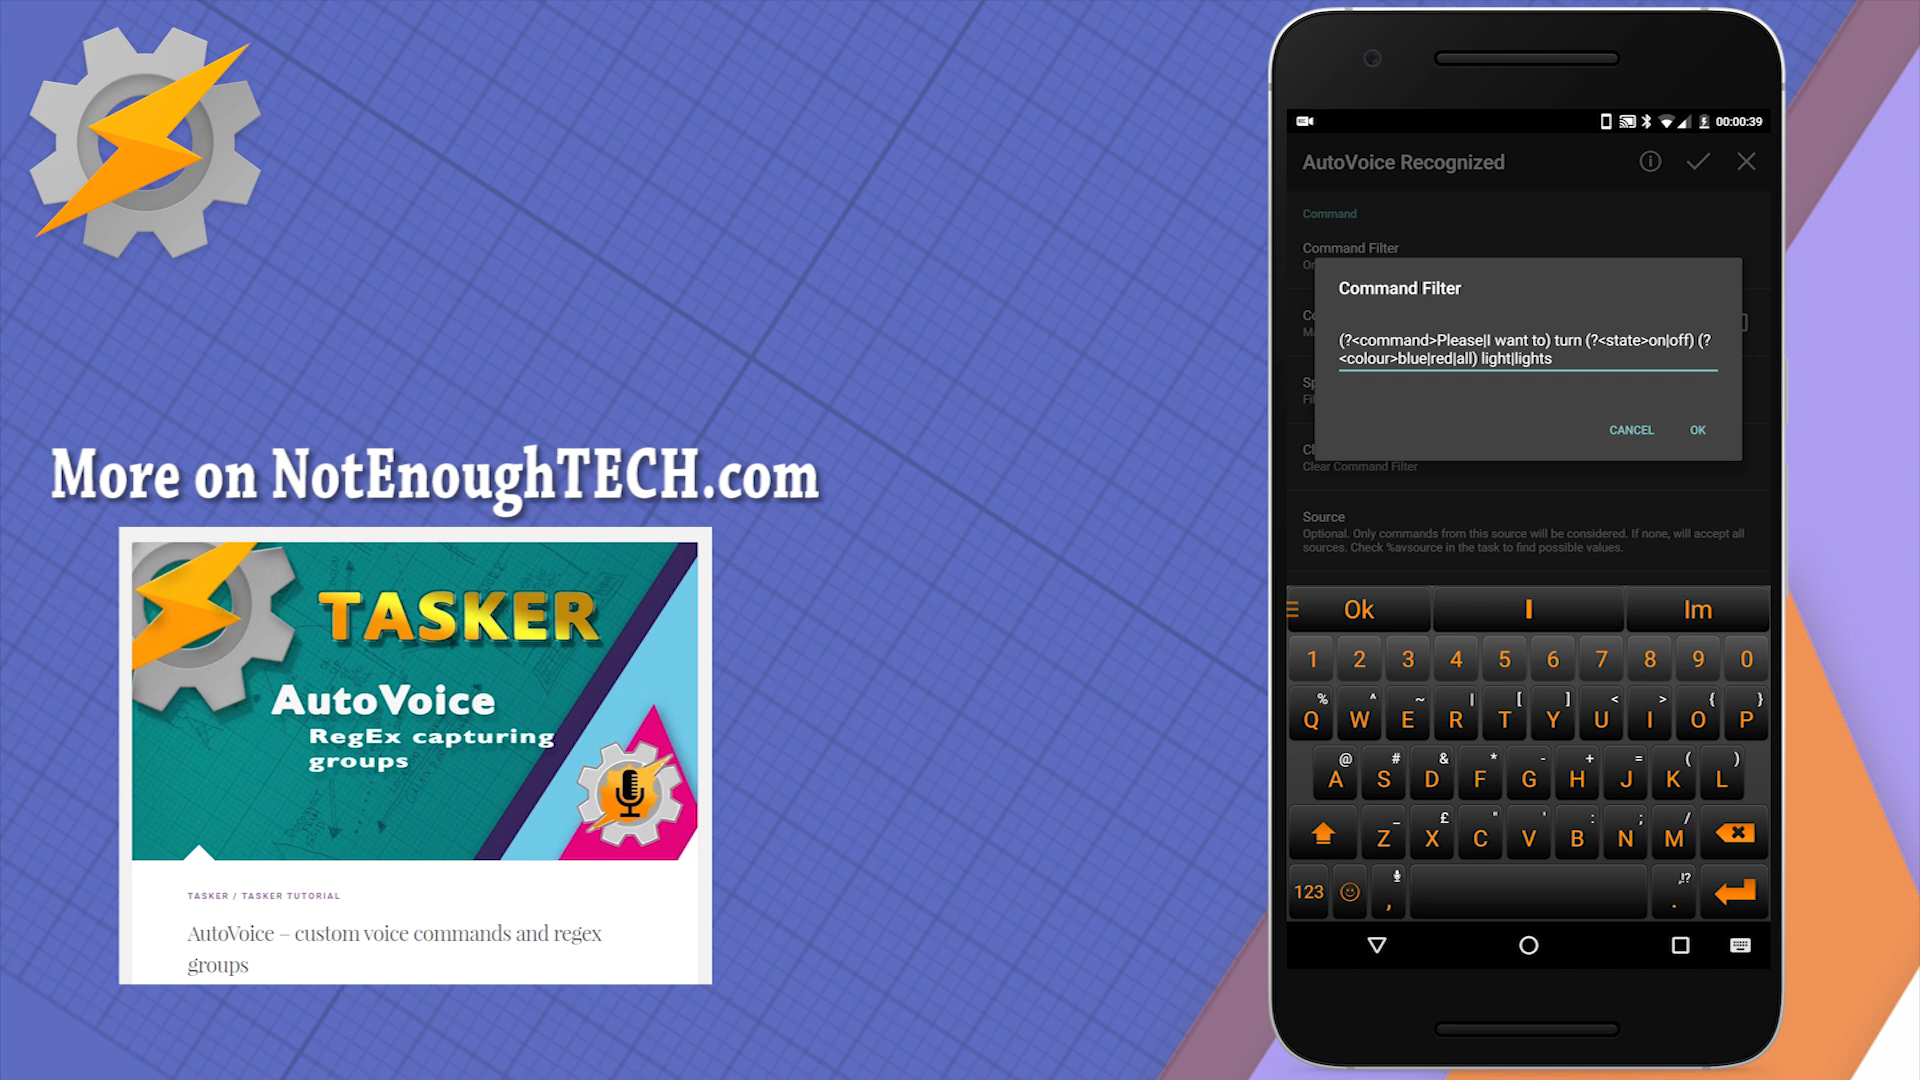 More on NotEnoughTECH.com
TASKER
AutoVoice
RegEx capturing
groups
TASKER / TASKER TUTORIAL
AutoVoice – custom voice commands and regex
groups
00:00:39
AutoVoice Recognized
Command
Command Filter
Command Filter
(?<command>Please|I want to) turn (?<state>on|off) (?
<colour>blue|red|all) light|lights
CANCEL OK
Clear Command Filter
Source
Optional. Only commands from this source will be considered. If none, will accept all
sources. Check %avsource in the task to find possible values.
Ok I Im
1 2 3 4 5 6 7 8 9 0
% ^ ~ | [ ] < > { }
Q W E R T Y U I O P
@ # & * - + = ( )
A S D F G H J K L
_ £ " ' : ; /
Z X C V B N M
,!?
123 , .